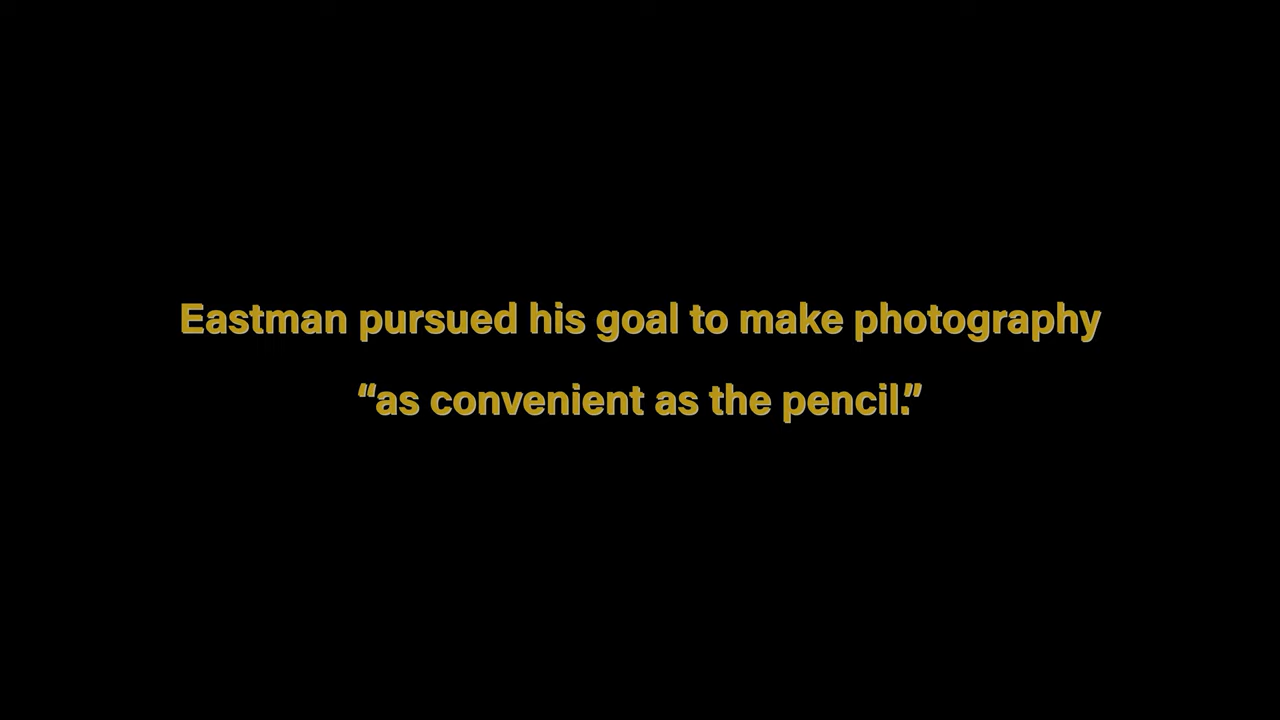 Eastman pursued his goal to make photography
“as convenient as the pencil.”